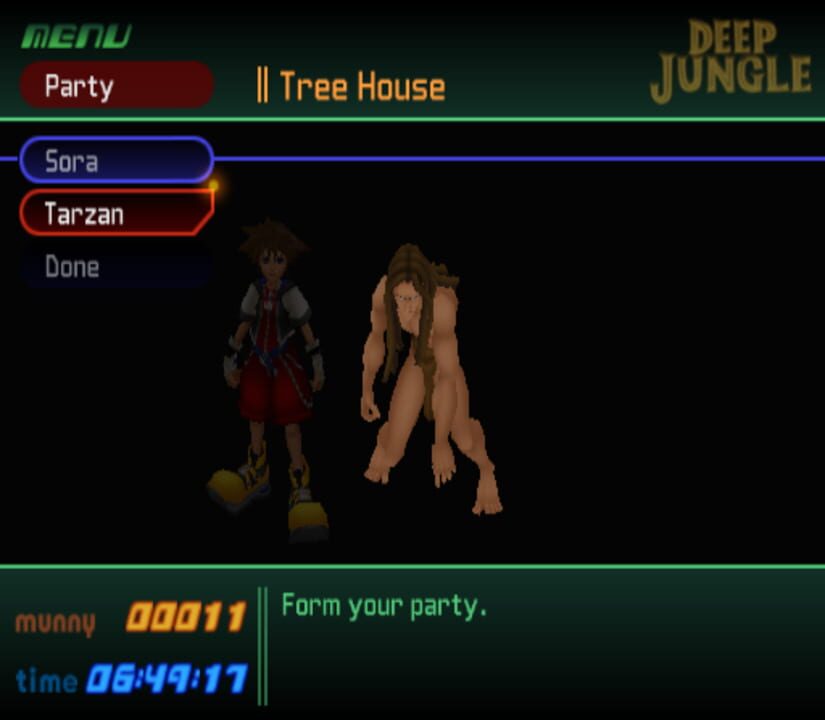 MENU
Party
Tree House
DEEP
JUNGLE
Sora
Tarzan
Done
munny 00011
time 06:49:17
Form your party.